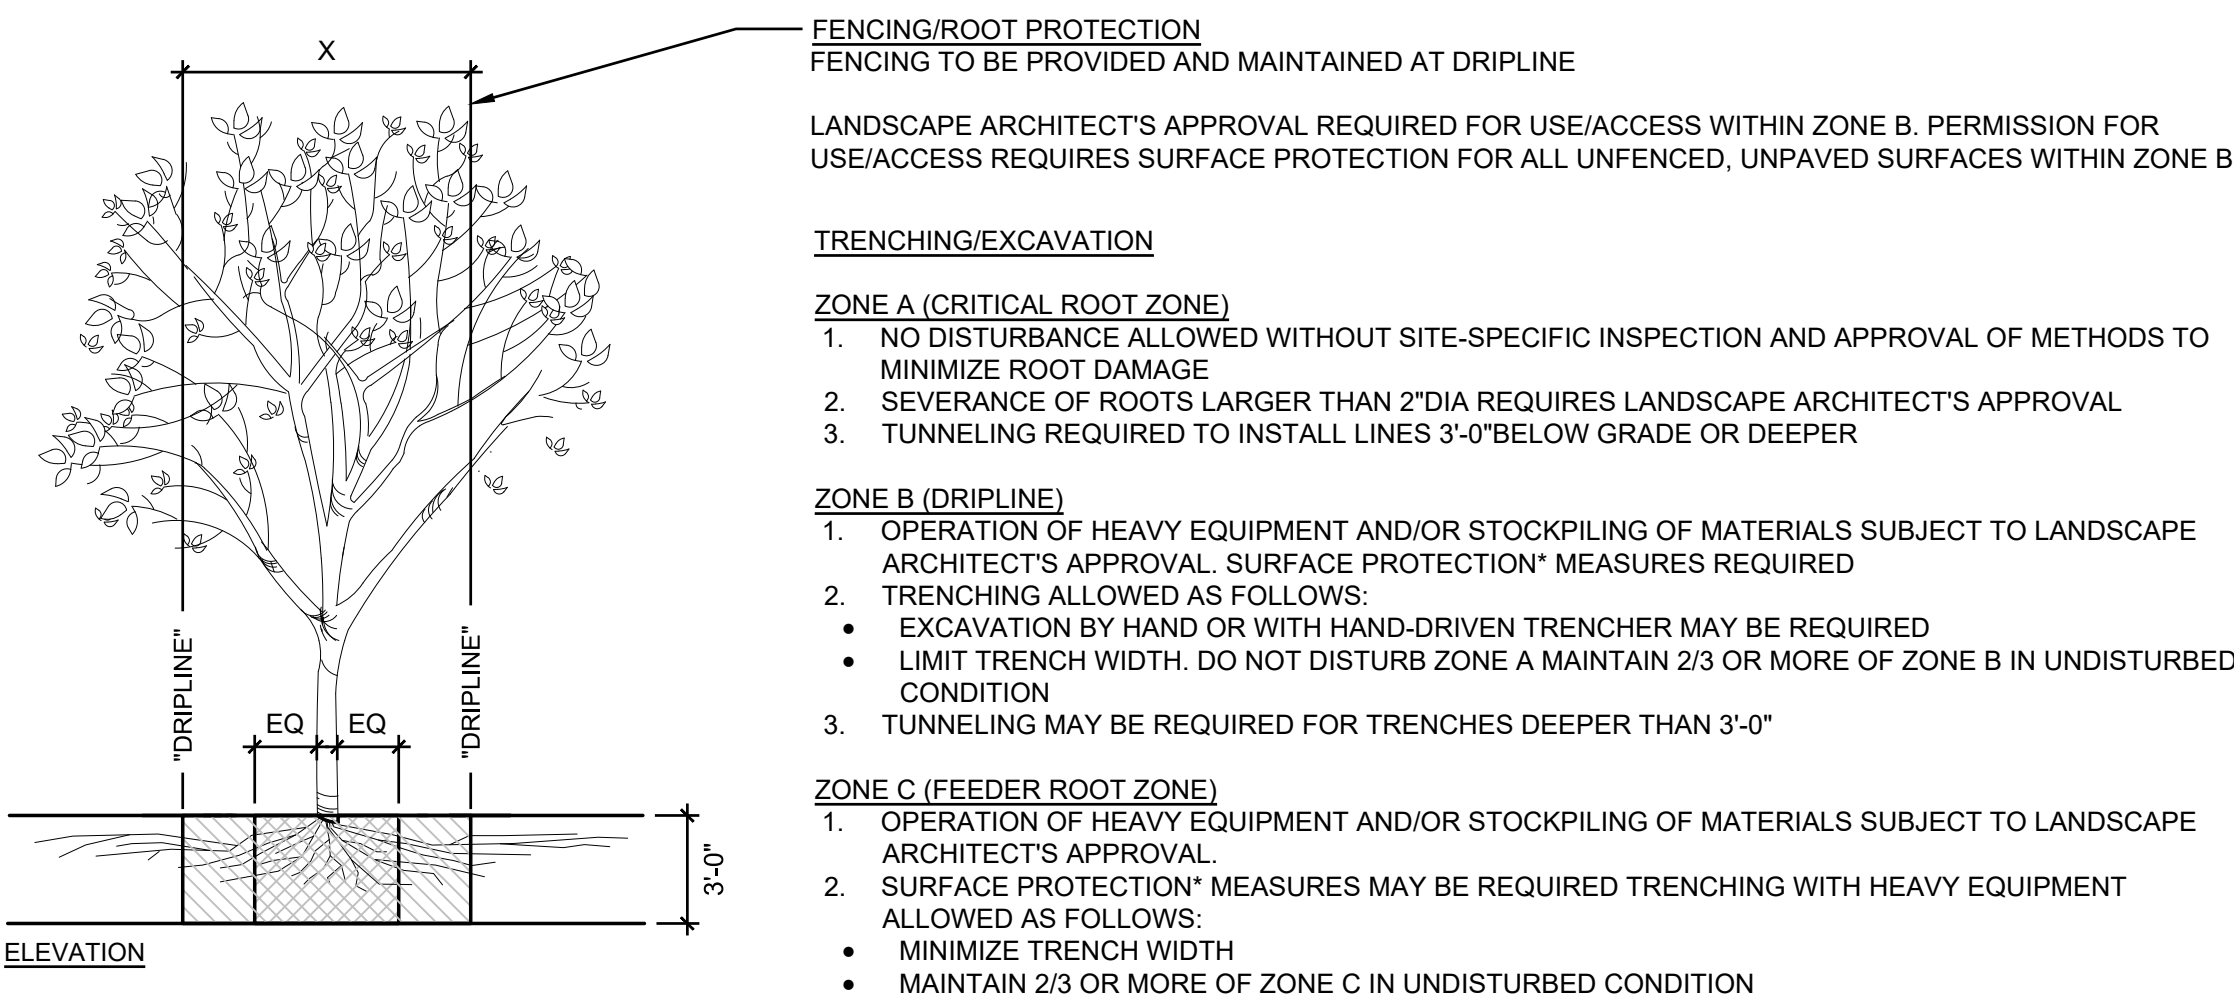 X
FENCING/ROOT PROTECTION
FENCING TO BE PROVIDED AND MAINTAINED AT DRIPLINE
LANDSCAPE ARCHITECT'S APPROVAL REQUIRED FOR USE/ACCESS WITHIN ZONE B. PERMISSION FOR
USE/ACCESS REQUIRES SURFACE PROTECTION FOR ALL UNFENCED, UNPAVED SURFACES WITHIN ZONE B
TRENCHING/EXCAVATION
ZONE A (CRITICAL ROOT ZONE)
1. NO DISTURBANCE ALLOWED WITHOUT SITE-SPECIFIC INSPECTION AND APPROVAL OF METHODS TO
MINIMIZE ROOT DAMAGE
2. SEVERANCE OF ROOTS LARGER THAN 2"DIA REQUIRES LANDSCAPE ARCHITECT'S APPROVAL
3. TUNNELING REQUIRED TO INSTALL LINES 3'-0"BELOW GRADE OR DEEPER
ZONE B (DRIPLINE)
1. OPERATION OF HEAVY EQUIPMENT AND/OR STOCKPILING OF MATERIALS SUBJECT TO LANDSCAPE
ARCHITECT'S APPROVAL. SURFACE PROTECTION* MEASURES REQUIRED
2. TRENCHING ALLOWED AS FOLLOWS:
• EXCAVATION BY HAND OR WITH HAND-DRIVEN TRENCHER MAY BE REQUIRED
• LIMIT TRENCH WIDTH. DO NOT DISTURB ZONE A MAINTAIN 2/3 OR MORE OF ZONE B IN UNDISTURBED
CONDITION
3. TUNNELING MAY BE REQUIRED FOR TRENCHES DEEPER THAN 3'-0"
ZONE C (FEEDER ROOT ZONE)
1. OPERATION OF HEAVY EQUIPMENT AND/OR STOCKPILING OF MATERIALS SUBJECT TO LANDSCAPE
ARCHITECT'S APPROVAL.
2. SURFACE PROTECTION* MEASURES MAY BE REQUIRED TRENCHING WITH HEAVY EQUIPMENT
ALLOWED AS FOLLOWS:
• MINIMIZE TRENCH WIDTH
• MAINTAIN 2/3 OR MORE OF ZONE C IN UNDISTURBED CONDITION
"DRIPLINE"
"DRIPLINE"
EQ
EQ
3'-0"
ELEVATION